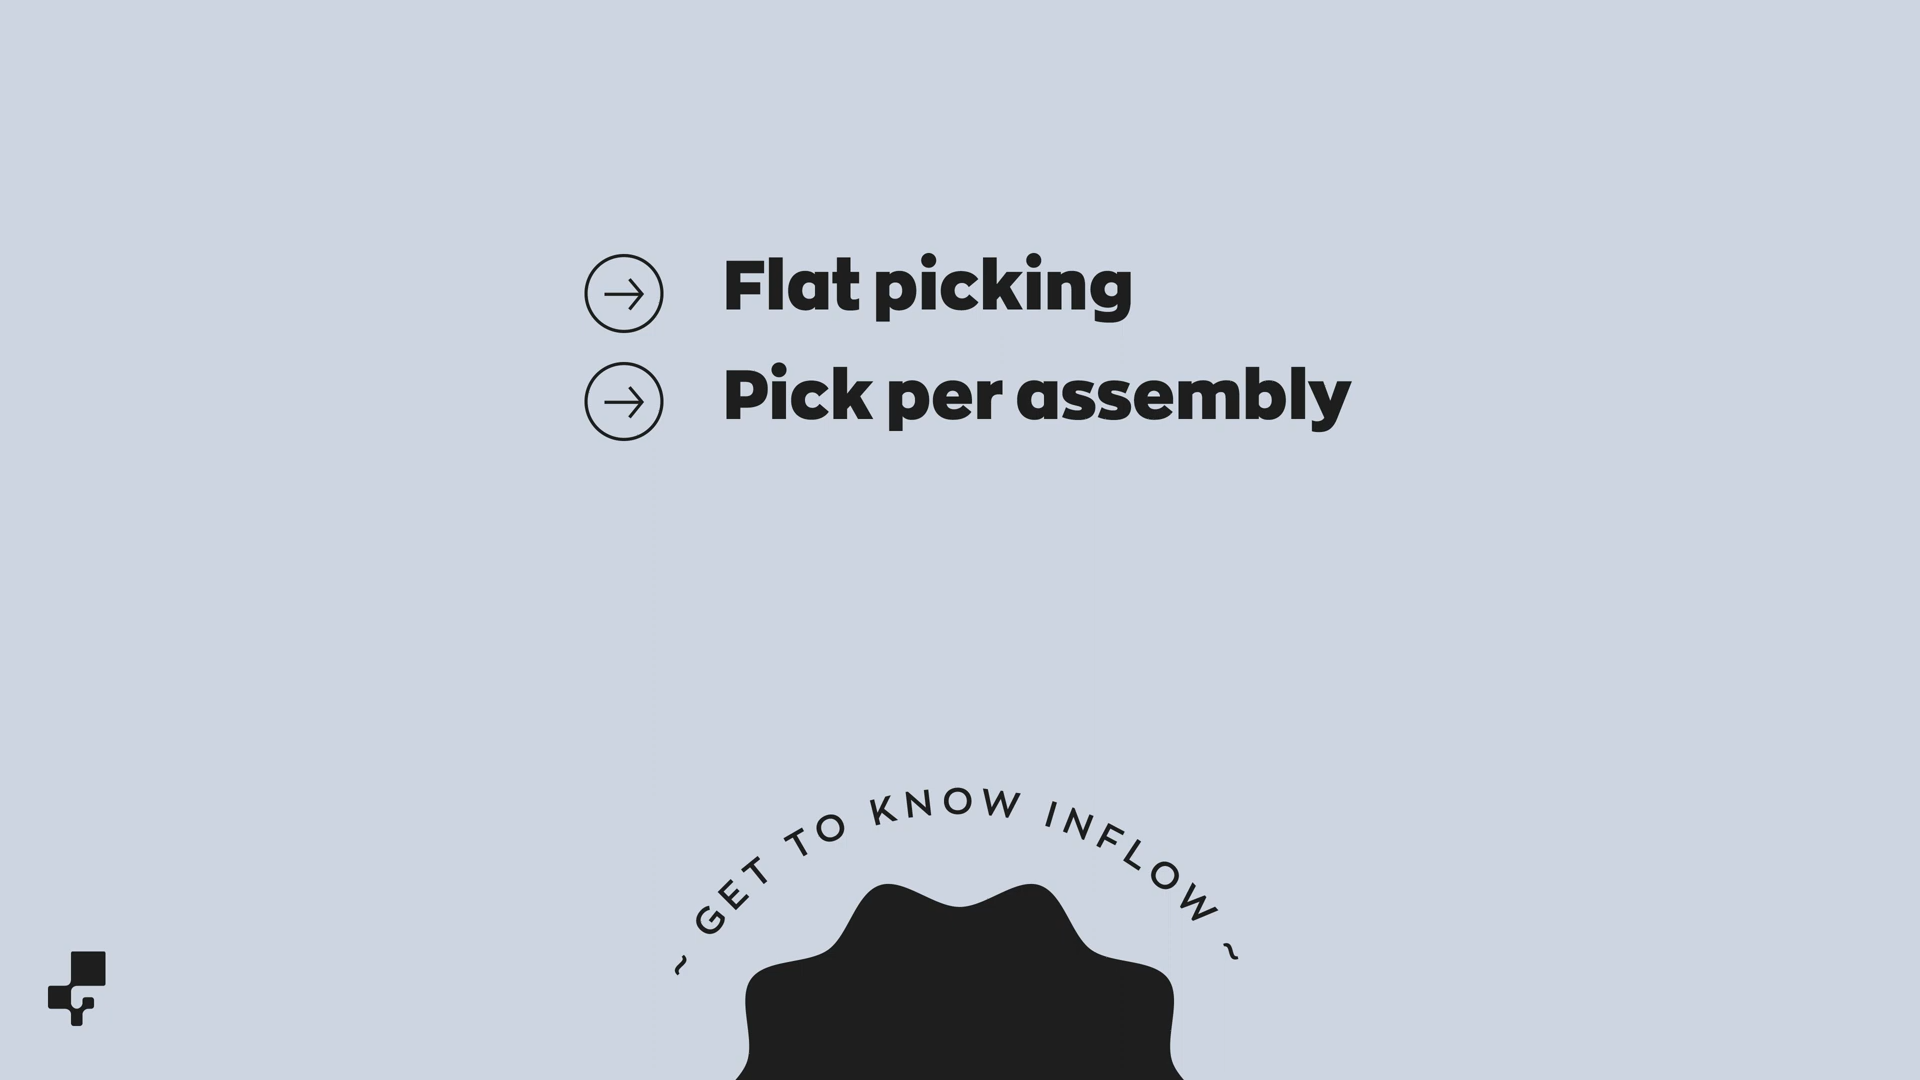 Flat picking
Pick per assembly
~ GET TO KNOW INFLOW ~